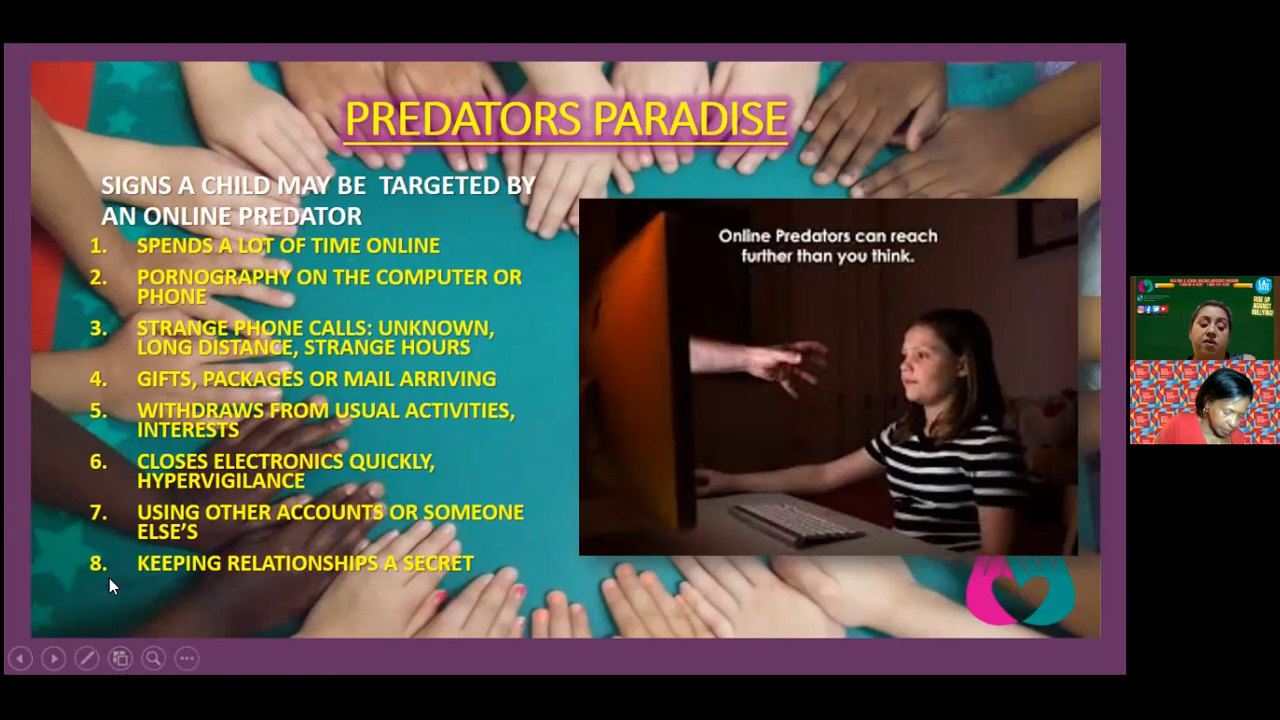 PREDATORS PARADISE
SIGNS A CHILD MAY BE TARGETED BY
AN ONLINE PREDATOR
1. SPENDS A LOT OF TIME ONLINE
2. PORNOGRAPHY ON THE COMPUTER OR
PHONE
3. STRANGE PHONE CALLS: UNKNOWN,
LONG DISTANCE, STRANGE HOURS
4. GIFTS, PACKAGES OR MAIL ARRIVING
5. WITHDRAWS FROM USUAL ACTIVITIES,
INTERESTS
6. CLOSES ELECTRONICS QUICKLY,
HYPERVIGILANCE
7. USING OTHER ACCOUNTS OR SOMEONE
ELSE'S
8. KEEPING RELATIONSHIPS A SECRET
Online Predators can reach
further than you think.
RISE UP
AGAINST
BULLYING!